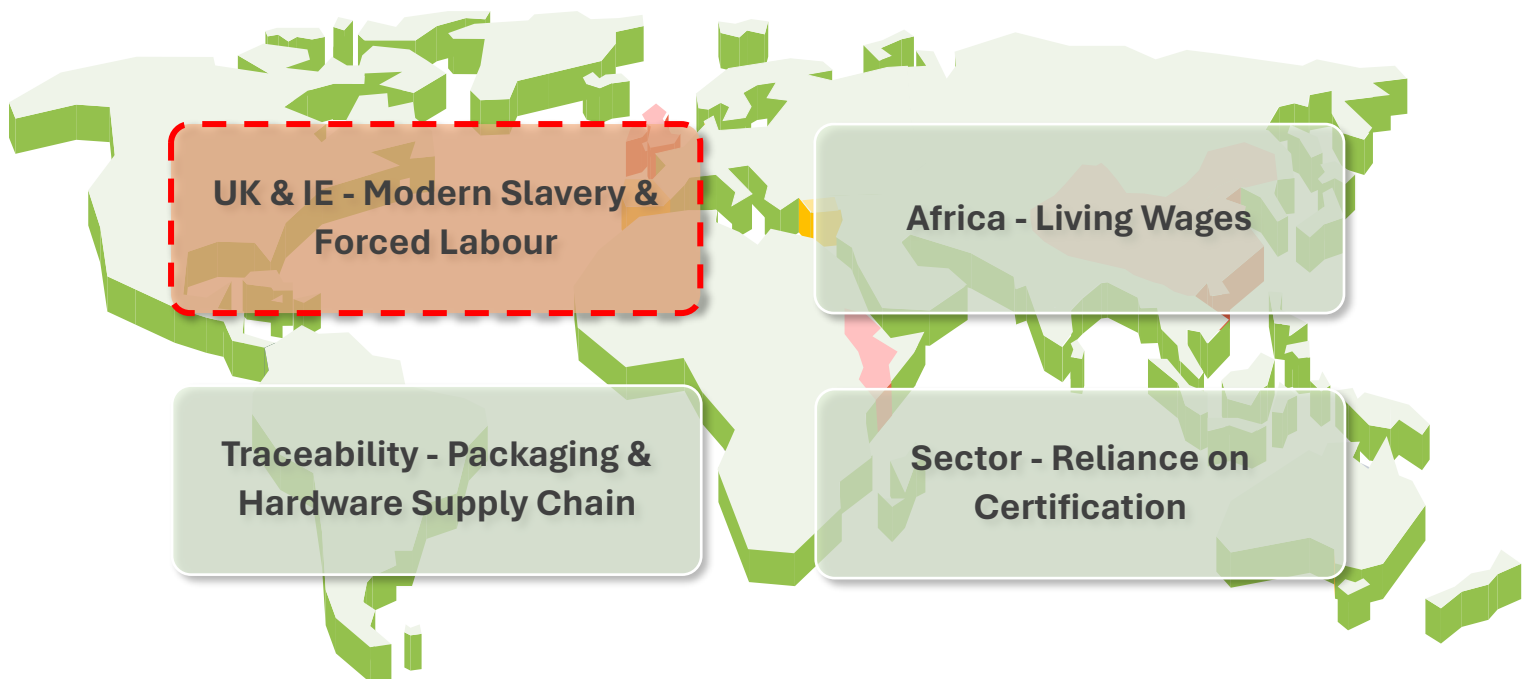 UK & IE - Modern Slavery &
Forced Labour
Africa - Living Wages
Traceability - Packaging &
Hardware Supply Chain
Sector - Reliance on
Certification